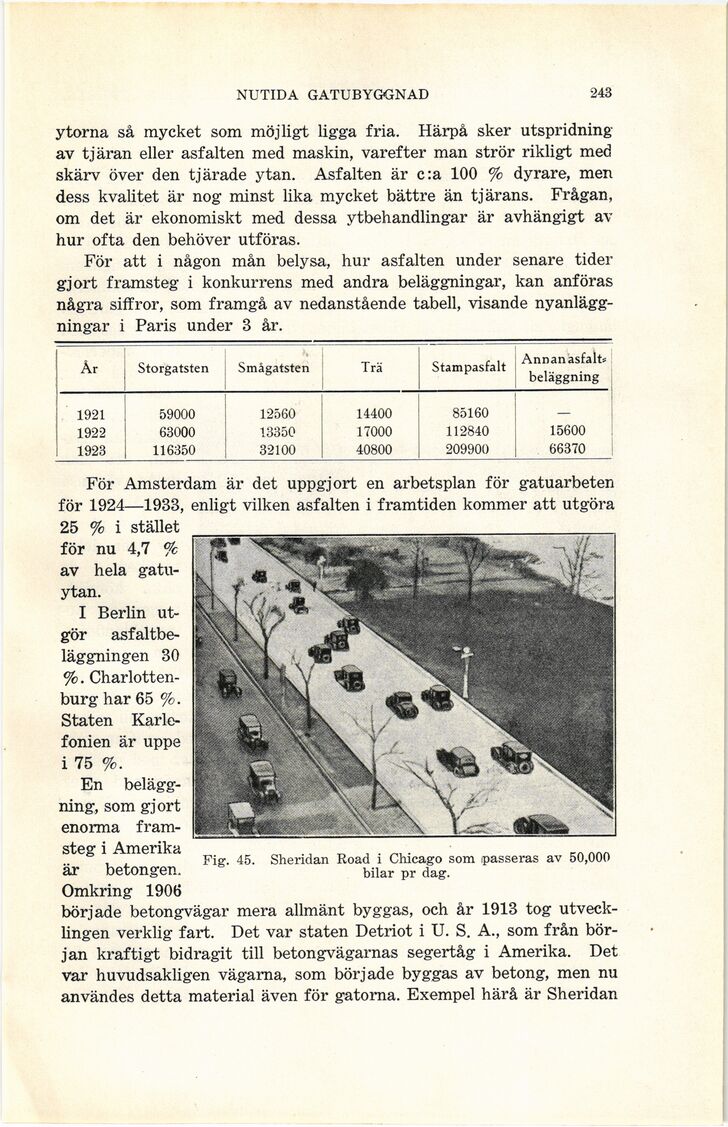 NUTIDA GATUBYGGNAD 243
ytorna så mycket som möjligt ligga fria. Härpå sker utspridning
av tjäran eller asfalten med maskin, varefter man strör rikligt med
skärv över den tjärade ytan. Asfalten är c:a 100 % dyrare, men
dess kvalitet är nog minst lika mycket bättre än tjärans. Frågan,
om det är ekonomiskt med dessa ytbehandlingar är avhängigt av
hur ofta den behöver utföras.
För att i någon mån belysa, hur asfalten under senare tider
gjort framsteg i konkurrens med andra beläggningar, kan anföras
några siffror, som framgå av nedanstående tabell, visande nyanlägg-
ningar i Paris under 3 år.
År Storgatsten Smågatsten Trä Stampasfalt Annan asfalts-
beläggning
1921 59000 12560 14400 85160 —
1922 63000 13350 17000 112840 15600
1923 116350 32100 40800 209900 66370
För Amsterdam är det uppgjort en arbetsplan för gatuarbeten
för 1924—1933, enligt vilken asfalten i framtiden kommer att utgöra
25 % i stället
för nu 4,7 %
av hela gatu-
ytan.
I Berlin ut-
gör asfaltbe-
läggningen 30
%. Charlotten-
burg har 65 %.
Staten Karle-
fonien är uppe
i 75 %.
En belägg-
ning, som gjort
enorma fram-
steg i Amerika
är betongen.
Omkring 1906
Fig. 45. Sheridan Road i Chicago som passeras av 50,000
bilar pr dag.
började betongvägar mera allmänt byggas, och år 1913 tog utveck-
lingen verklig fart. Det var staten Detriot i U. S. A., som från bör-
jan kraftigt bidragit till betongvägarnas segertåg i Amerika. Det
var huvudsakligen vägarna, som började byggas av betong, men nu
användes detta material även för gatorna. Exempel härå är Sheridan